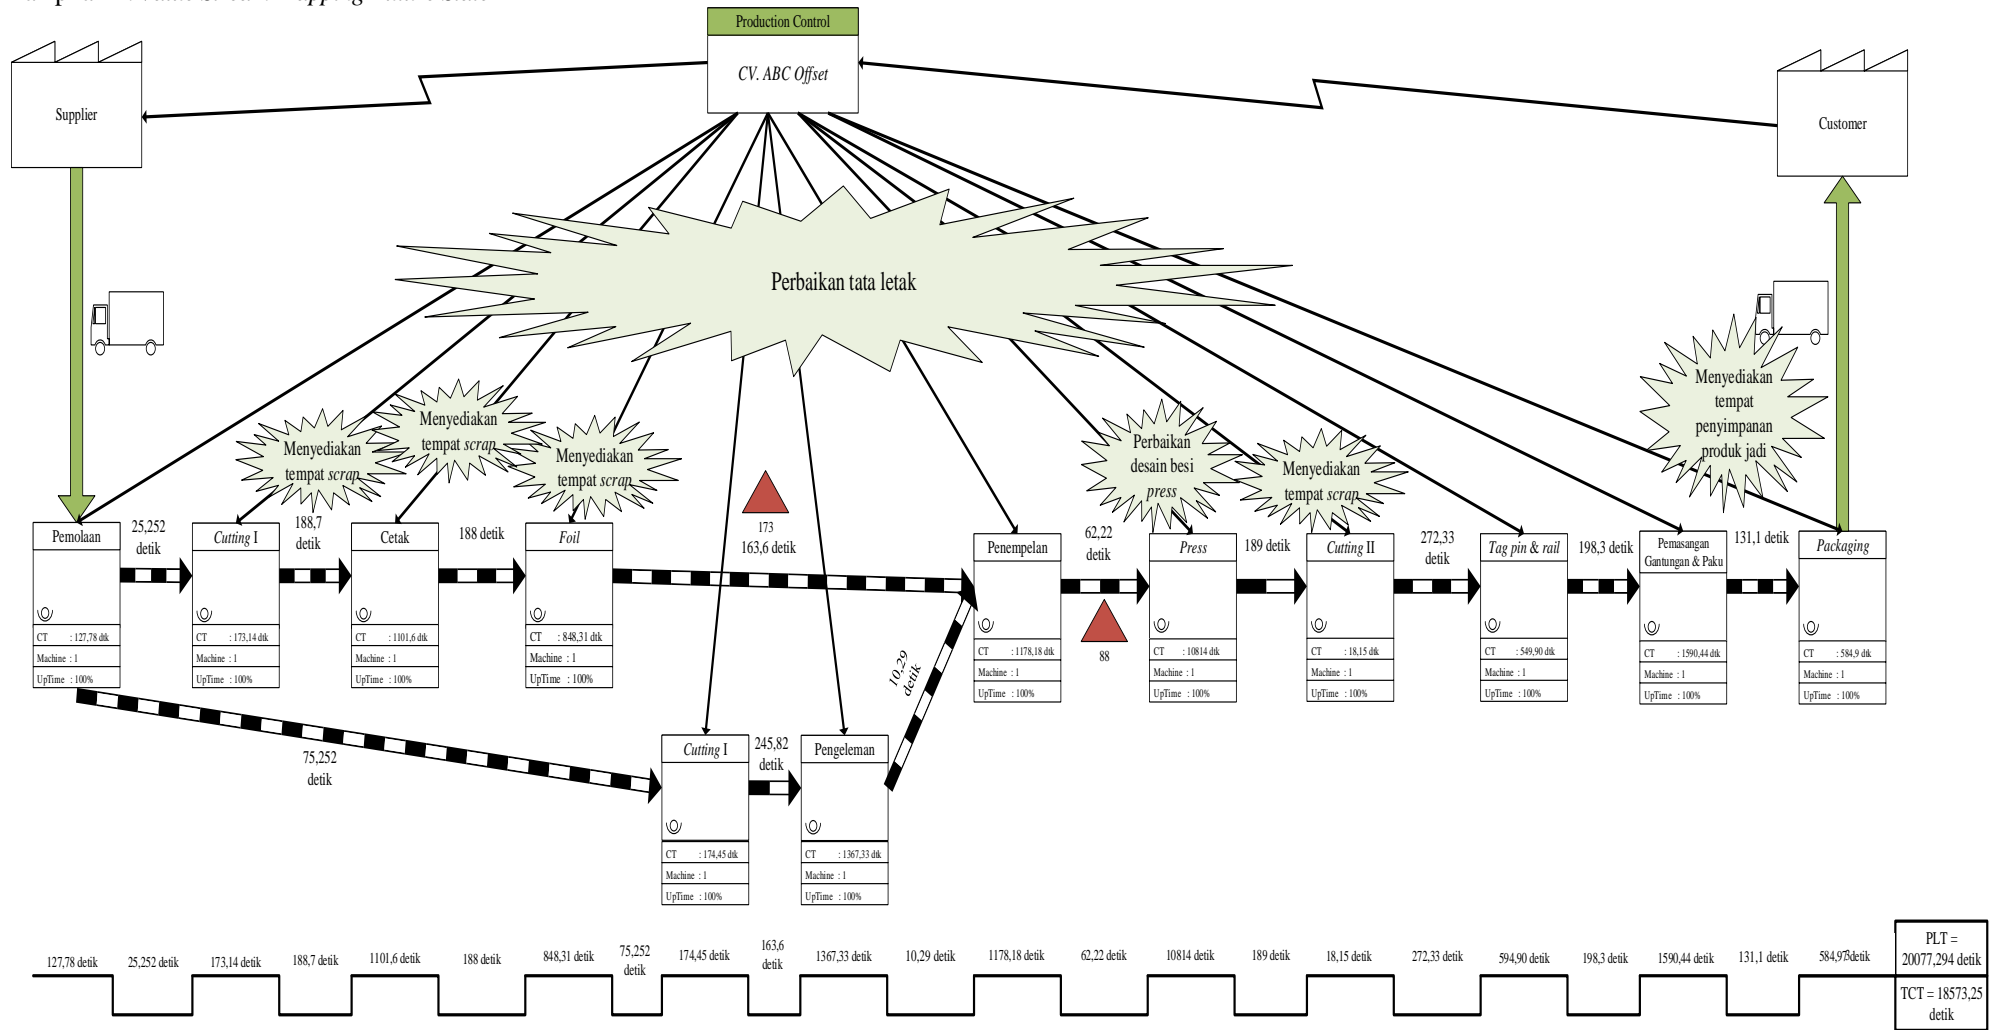 Production Control
CV. ABC Offset
Supplier
Customer
Perbaikan tata letak
Menyediakan
tempat scrap
Menyediakan
tempat scrap
Menyediakan
tempat scrap
Perbaikan
desain besi
press
Menyediakan
tempat scrap
Menyediakan
tempat
penyimpanan
produk jadi
173
163,6 detik
Pemolaan
CT : 127,78 dtk
Machine : 1
UpTime : 100%
25,252
detik
Cutting I
CT : 173,14 dtk
Machine : 1
UpTime : 100%
188,7
detik
Cetak
CT : 1101,6 dtk
Machine : 1
UpTime : 100%
188 detik
Foil
CT : 848,31 dtk
Machine : 1
UpTime : 100%
Penempelan
CT : 1178,18 dtk
Machine : 1
UpTime : 100%
62,22
detik
88
Press
CT : 10814 dtk
Machine : 1
UpTime : 100%
189 detik
Cutting II
CT : 18,15 dtk
Machine : 1
UpTime : 100%
272,33
detik
Tag pin & rail
CT : 549,90 dtk
Machine : 1
UpTime : 100%
198,3 detik
Pemasangan
Gantungan & Paku
CT : 1590,44 dtk
Machine : 1
UpTime : 100%
131,1 detik
Packaging
CT : 584,9 dtk
Machine : 1
UpTime : 100%
75,252
detik
Cutting I
CT : 174,45 dtk
Machine : 1
UpTime : 100%
245,82
detik
Pengeleman
CT : 1367,33 dtk
Machine : 1
UpTime : 100%
10,29
detik
127,78 detik
25,252 detik
173,14 detik
188,7 detik
1101,6 detik
188 detik
848,31 detik
75,252
detik
174,45 detik
163,6
detik
1367,33 detik
10,29 detik
1178,18 detik
62,22 detik
10814 detik
189 detik
18,15 detik
272,33 detik
594,90 detik
198,3 detik
1590,44 detik
131,1 detik
PLT =
20077,294 detik
TCT = 18573,25
detik